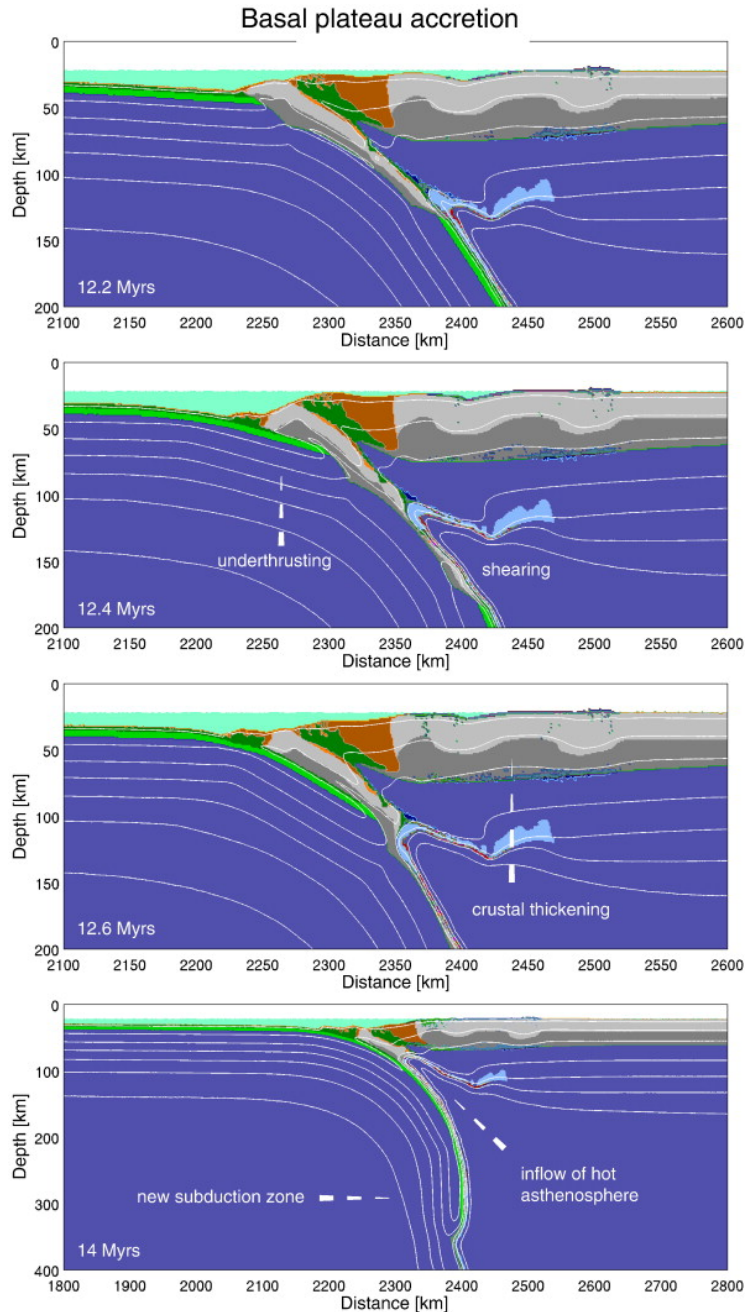 Basal plateau accretion
0
50
100
150
200
Depth [km]
12.2 Myrs
2100 2150 2200 2250 2300 2350 2400 2450 2500 2550 2600
Distance [km]
0
50
100
150
200
Depth [km]
underthrusting
shearing
12.4 Myrs
2100 2150 2200 2250 2300 2350 2400 2450 2500 2550 2600
Distance [km]
0
50
100
150
200
Depth [km]
crustal thickening
12.6 Myrs
2100 2150 2200 2250 2300 2350 2400 2450 2500 2550 2600
Distance [km]
0
100
200
300
400
Depth [km]
inflow of hot
asthenosphere
new subduction zone
14 Myrs
1800 1900 2000 2100 2200 2300 2400 2500 2600 2700 2800
Distance [km]